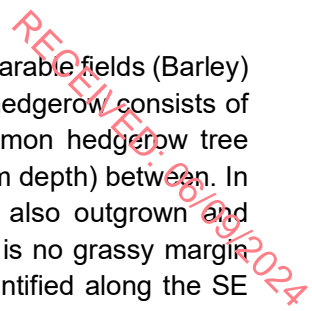 arable fields (Barley)
hedgerow consists of
mon hedgerow tree
m depth) between. In
also outgrown and
is no grassy margin
ntified along the SE
RECEIVED: 06/09/2024